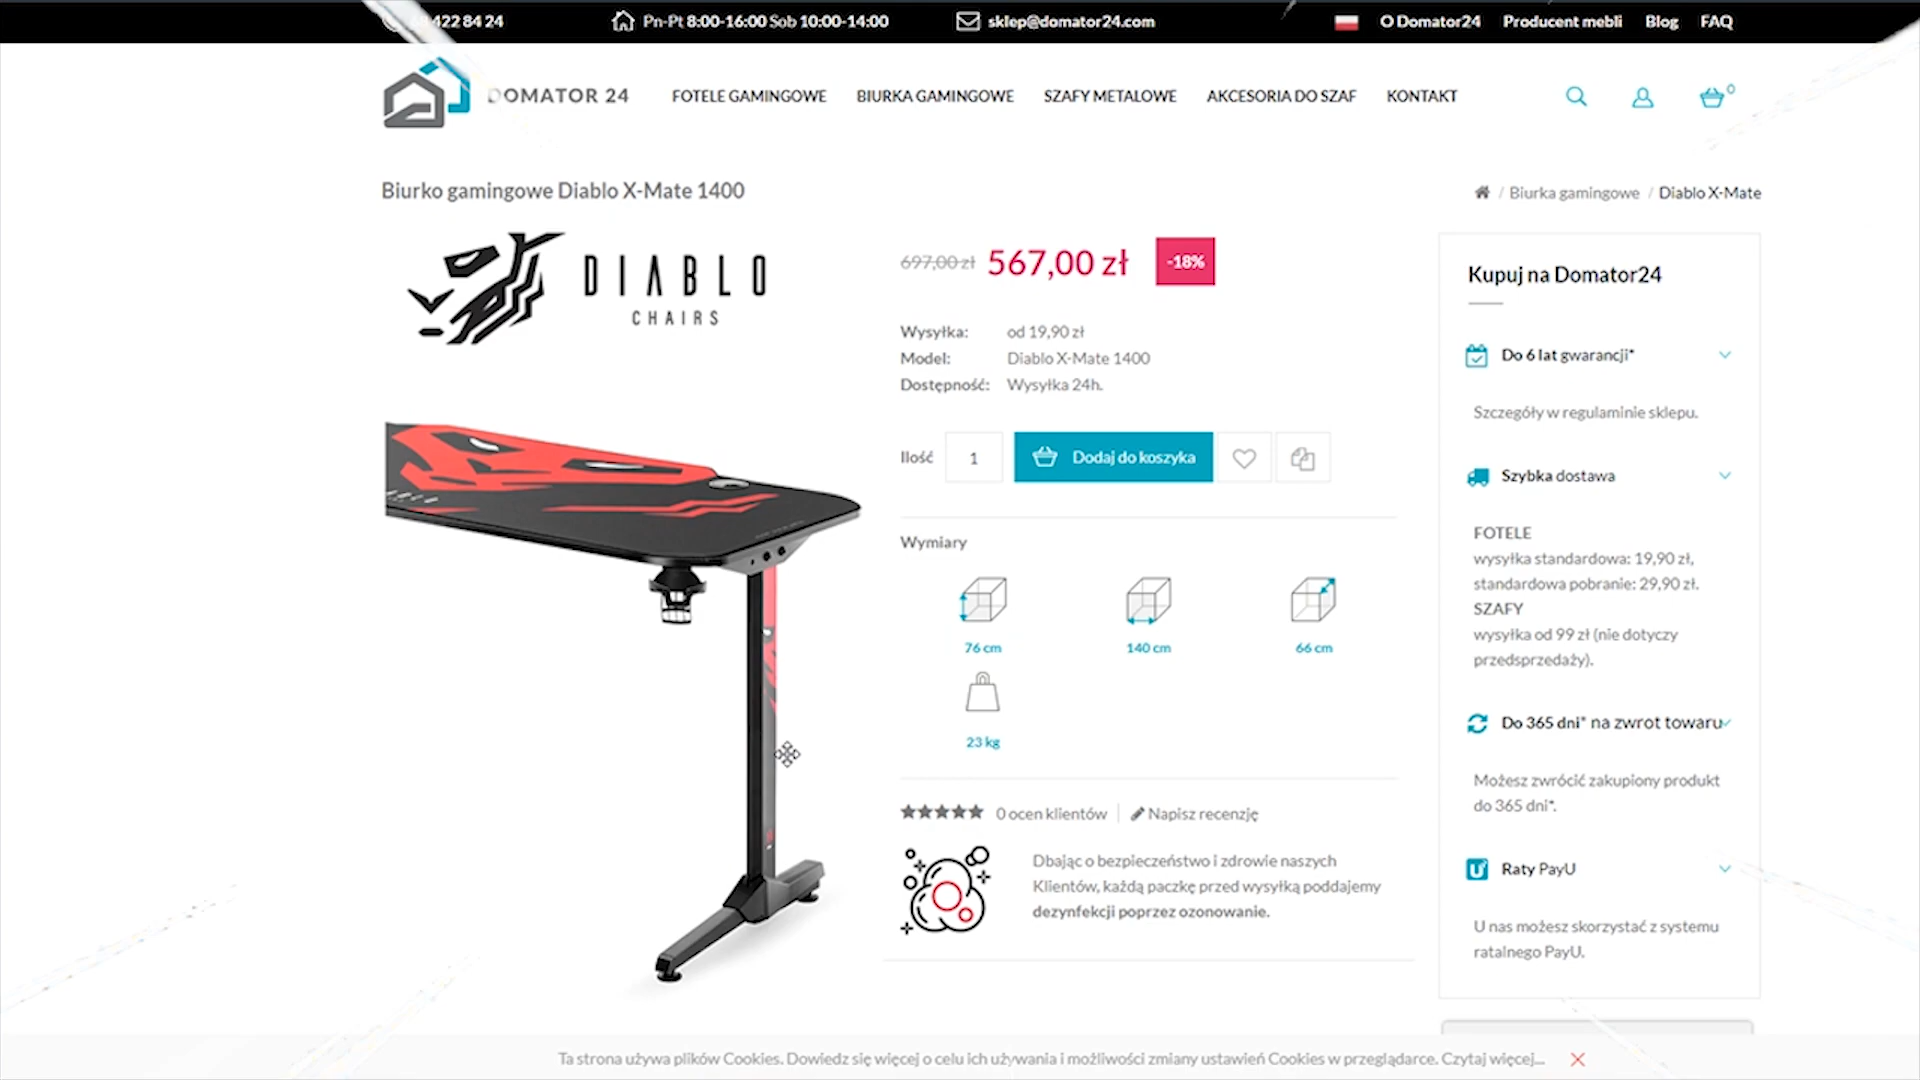 422 84 24
Pn-Pt 8:00-16:00 Sob 10:00-14:00
sklep@domator24.com
O Domator24
Producent mebli
Blog
FAQ
DOMATOR 24
FOTELE GAMINGOWE
BIURKA GAMINGOWE
SZAFY METALOWE
AKCESORIA DO SZAF
KONTAKT
0
Biurko gamingowe Diablo X-Mate 1400
/ Biurka gamingowe / Diablo X-Mate
DIABLO
CHAIRS
697,00 zł 567,00 zł -18%
Wysyłka: od 19,90 zł
Model: Diablo X-Mate 1400
Dostępność: Wysyłka 24h.
Ilość 1 Dodaj do koszyka
Wymiary
76 cm 140 cm 66 cm
23 kg
0 ocen klientów Napisz recenzję
Dbając o bezpieczeństwo i zdrowie naszych
Klientów, każdą paczkę przed wysyłką poddajemy
dezynfekcji poprzez ozonowanie.
Kupuj na Domator24
Do 6 lat gwarancji*
Szczegóły w regulaminie sklepu.
Szybka dostawa
FOTELE
wysyłka standardowa: 19,90 zł,
standardowa pobranie: 29,90 zł.
SZAFY
wysyłka od 99 zł (nie dotyczy
przedsprzedaży).
Do 365 dni* na zwrot towaru
Możesz zwrócić zakupiony produkt
do 365 dni*.
Raty PayU
U nas możesz skorzystać z systemu
ratalnego PayU.
Ta strona używa plików Cookies. Dowiedz się więcej o celu ich używania i możliwości zmiany ustawień Cookies w przeglądarce. Czytaj więcej...